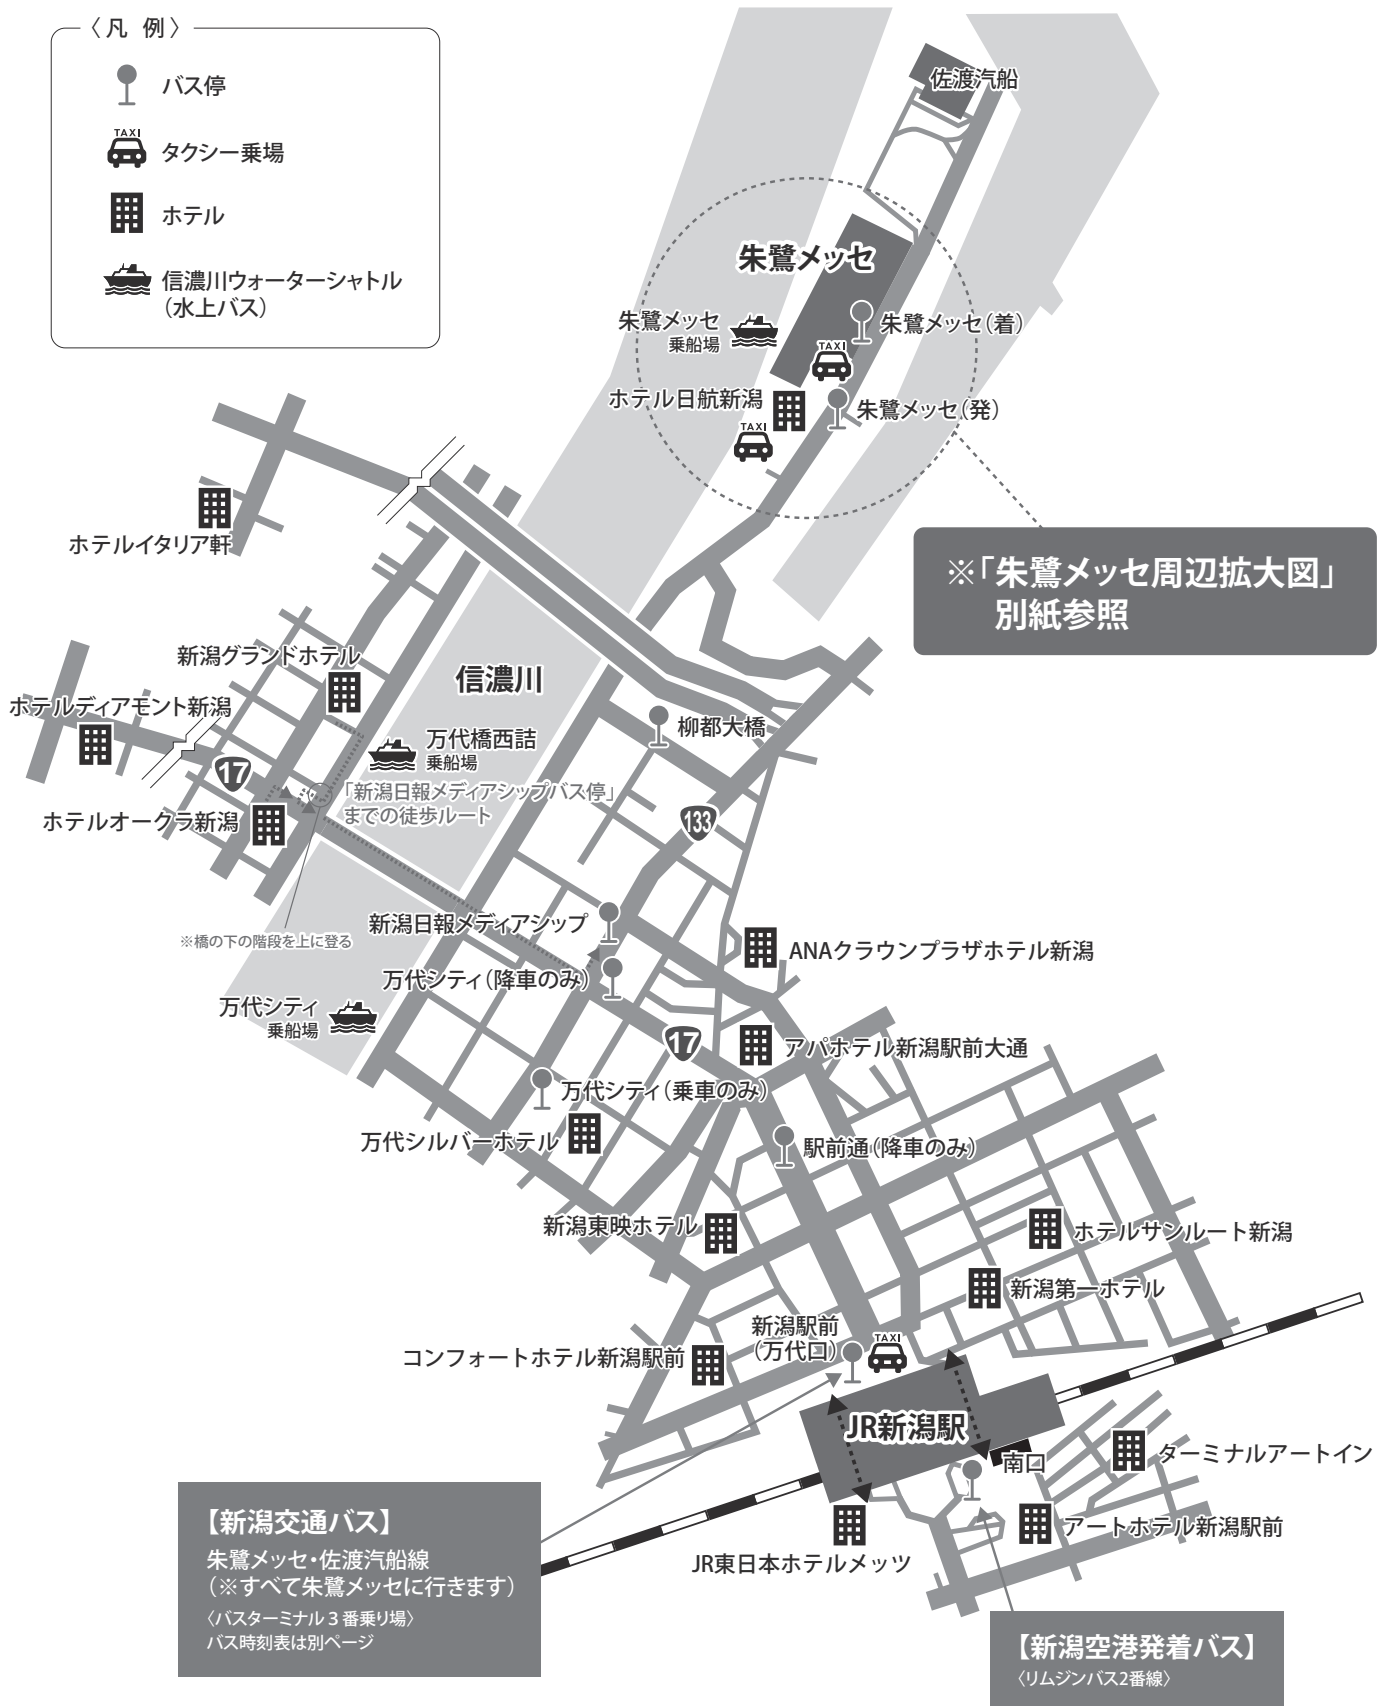 〈凡 例〉
バス停
TAXI
タクシー乗場
ホテル
信濃川ウォーターシャトル
（水上バス）
佐渡汽船
朱鷺メッセ
朱鷺メッセ
乗船場
朱鷺メッセ（着）
TAXI
ホテル日航新潟
朱鷺メッセ（発）
TAXI
※「朱鷺メッセ周辺拡大図」
別紙参照
ホテルイタリア軒
新潟グランドホテル
信濃川
ホテルディアモント新潟
万代橋西詰
乗船場
柳都大橋
17
「新潟日報メディアシップバス停」
までの徒歩ルート
ホテルオークラ新潟
133
新潟日報メディアシップ
※橋の下の階段を上に登る
ANAクラウンプラザホテル新潟
万代シティ（降車のみ）
万代シティ
乗船場
17
アパホテル新潟駅前大通
万代シティ（乗車のみ）
万代シルバーホテル
駅前通（降車のみ）
新潟東映ホテル
ホテルサンルート新潟
新潟第一ホテル
新潟駅前
（万代口）
TAXI
コンフォートホテル新潟駅前
JR新潟駅
南口
ターミナルアートイン
アートホテル新潟駅前
JR東日本ホテルメッツ
【新潟交通バス】
朱鷺メッセ・佐渡汽船線
（※すべて朱鷺メッセに行きます）
〈バスターミナル３番乗り場〉
バス時刻表は別ページ
【新潟空港発着バス】
〈リムジンバス2番線〉